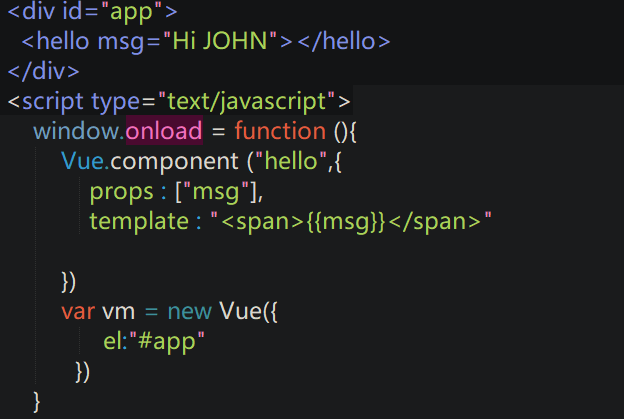 <div id="app">
<hello msg="Hi JOHN"></hello>
</div>
<script type="text/javascript">
window.onload = function (){
Vue.component ("hello",{
props : ["msg"],
template : "<span>{{msg}}</span>"
})
var vm = new Vue({
el:"#app"
})
}